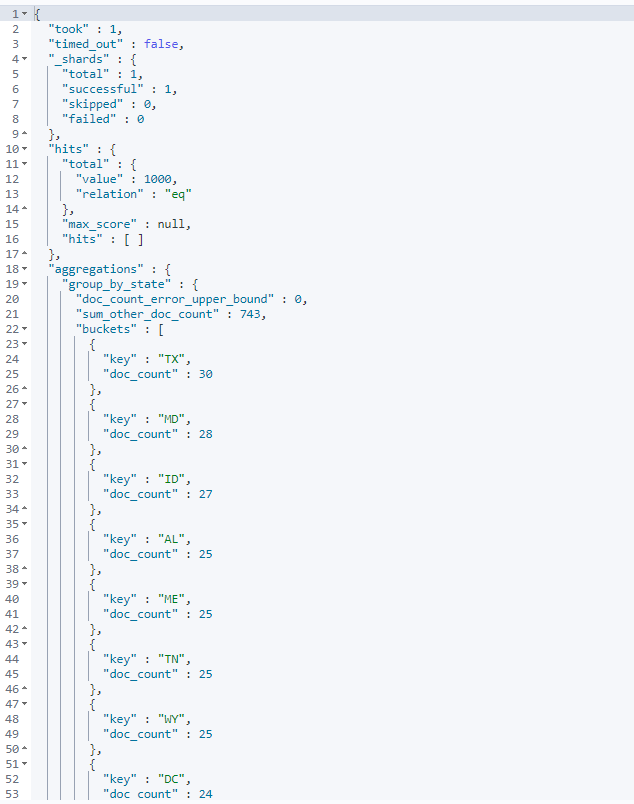 1 {
2   "took" : 1,
3   "timed_out" : false,
4   "_shards" : {
5     "total" : 1,
6     "successful" : 1,
7     "skipped" : 0,
8     "failed" : 0
9   },
10   "hits" : {
11     "total" : {
12       "value" : 1000,
13       "relation" : "eq"
14     },
15     "max_score" : null,
16     "hits" : [ ]
17   },
18   "aggregations" : {
19     "group_by_state" : {
20       "doc_count_error_upper_bound" : 0,
21       "sum_other_doc_count" : 743,
22       "buckets" : [
23         {
24           "key" : "TX",
25           "doc_count" : 30
26         },
27         {
28           "key" : "MD",
29           "doc_count" : 28
30         },
31         {
32           "key" : "ID",
33           "doc_count" : 27
34         },
35         {
36           "key" : "AL",
37           "doc_count" : 25
38         },
39         {
40           "key" : "ME",
41           "doc_count" : 25
42         },
43         {
44           "key" : "TN",
45           "doc_count" : 25
46         },
47         {
48           "key" : "WY",
49           "doc_count" : 25
50         },
51         {
52           "key" : "DC",
53           "doc_count" : 24